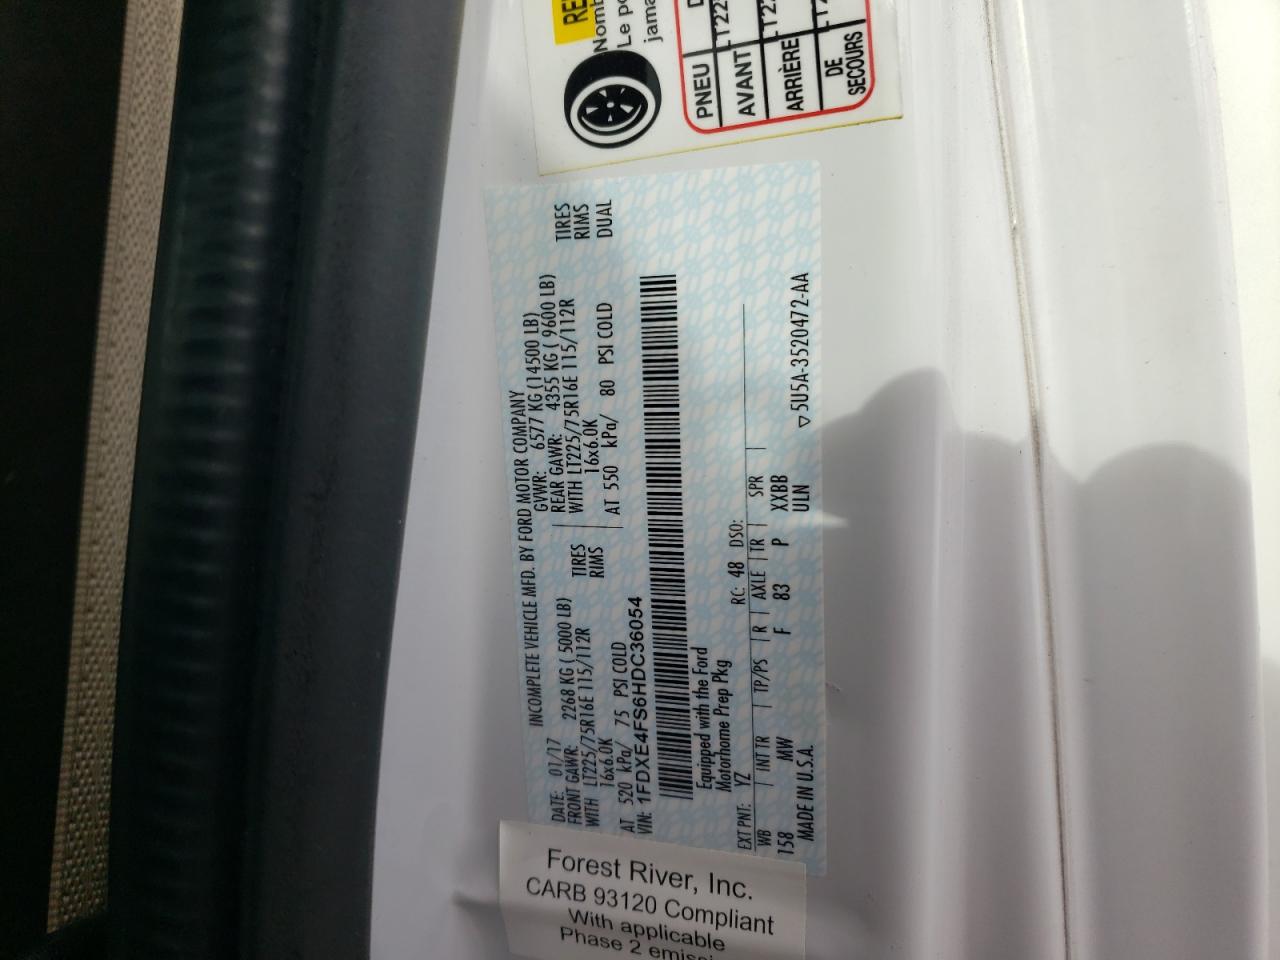 INCOMPLETE VEHICLE MFD. BY FORD MOTOR COMPANY
DATE: 01/17 GVWR: 6577 KG (14500 LB)
FRONT GAWR: 2268 KG ( 5000 LB) REAR GAWR: 4355 KG ( 9600 LB)
WITH LT225/75R16E 115/112R TIRES WITH LT225/75R16E 115/112R TIRES
16x6.0K RIMS 16x6.0K RIMS
AT 520 kPa/ 75 PSI COLD AT 550 kPa/ 80 PSI COLD DUAL
VIN: 1FDXE4FS6HDC36054
Equipped with the Ford
Motorhome Prep Pkg
EXT PNT: YZ RC: 48 DSO:
WB INT TR TP/PS R AXLE TR SPR
158 MW F 83 P XXBB
MADE IN U.S.A. ULN
▽5U5A-3520472-AA
Forest River, Inc.
CARB 93120 Compliant
With applicable
Phase 2
Le
PNEU
AVANT
ARRIÈRE
DE
SECOURS